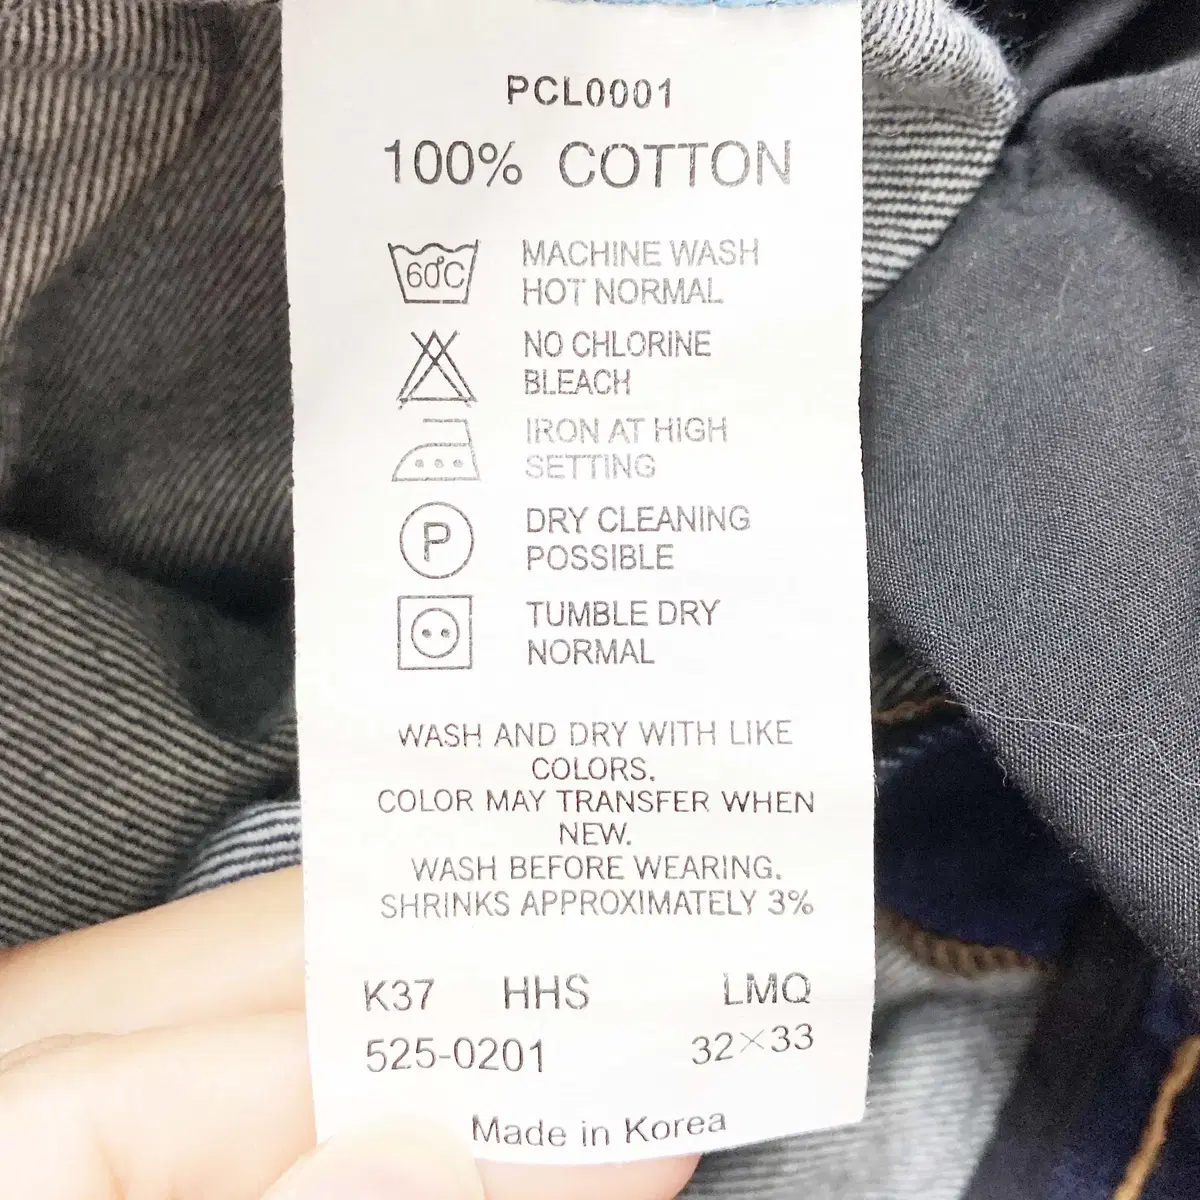 PCL0001
100% COTTON
60°C
MACHINE WASH
HOT NORMAL
NO CHLORINE
BLEACH
IRON AT HIGH
SETTING
P
DRY CLEANING
POSSIBLE
TUMBLE DRY
NORMAL
WASH AND DRY WITH LIKE
COLORS.
COLOR MAY TRANSFER WHEN
NEW.
WASH BEFORE WEARING.
SHRINKS APPROXIMATELY 3%
K37 HHS LMQ
525-0201 32×33
Made in Korea